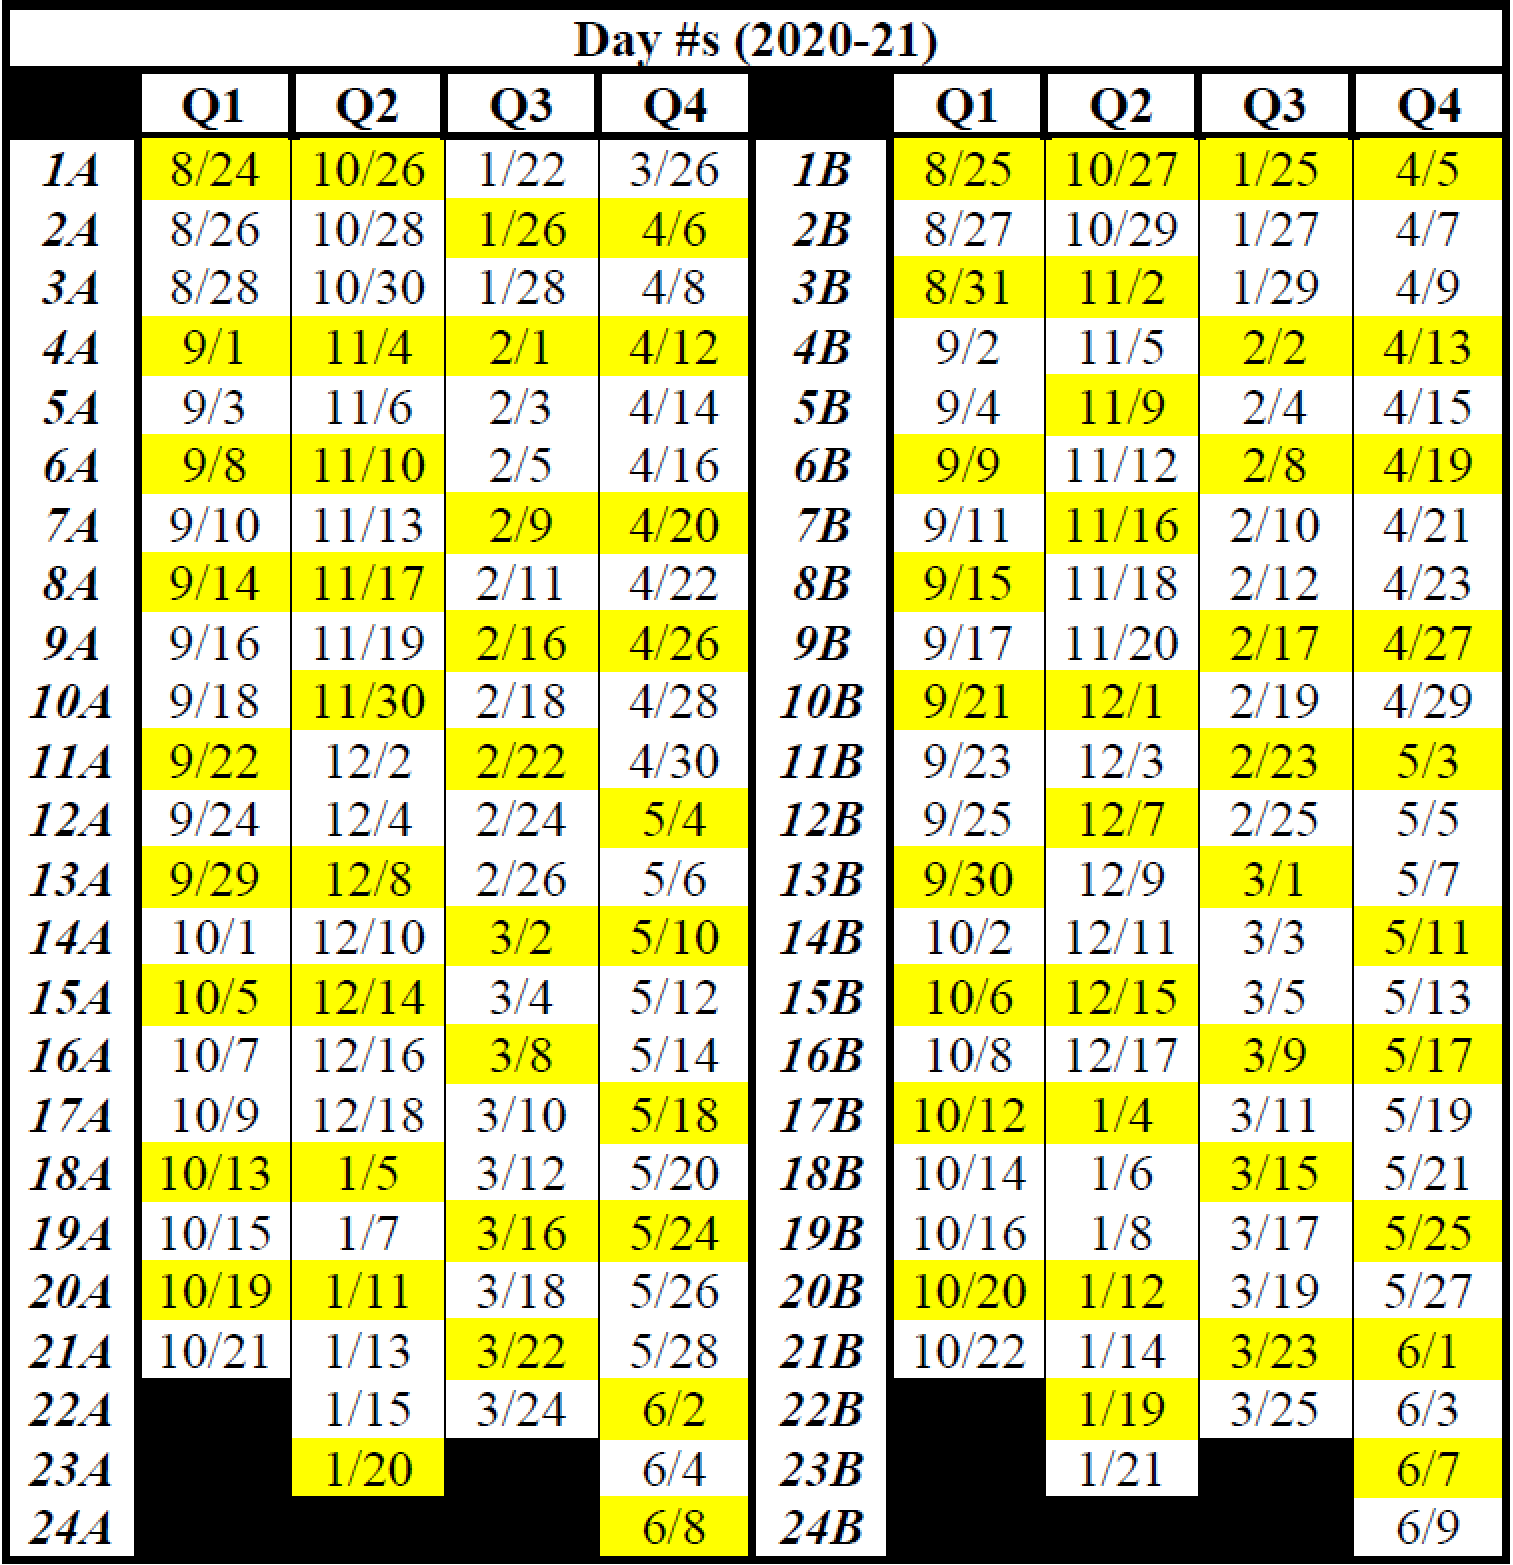 Day #s (2020-21)
Q1 Q2 Q3 Q4 Q1 Q2 Q3 Q4
1A 8/24 10/26 1/22 3/26 1B 8/25 10/27 1/25 4/5
2A 8/26 10/28 1/26 4/6 2B 8/27 10/29 1/27 4/7
3A 8/28 10/30 1/28 4/8 3B 8/31 11/2 1/29 4/9
4A 9/1 11/4 2/1 4/12 4B 9/2 11/5 2/2 4/13
5A 9/3 11/6 2/3 4/14 5B 9/4 11/9 2/4 4/15
6A 9/8 11/10 2/5 4/16 6B 9/9 11/12 2/8 4/19
7A 9/10 11/13 2/9 4/20 7B 9/11 11/16 2/10 4/21
8A 9/14 11/17 2/11 4/22 8B 9/15 11/18 2/12 4/23
9A 9/16 11/19 2/16 4/26 9B 9/17 11/20 2/17 4/27
10A 9/18 11/30 2/18 4/28 10B 9/21 12/1 2/19 4/29
11A 9/22 12/2 2/22 4/30 11B 9/23 12/3 2/23 5/3
12A 9/24 12/4 2/24 5/4 12B 9/25 12/7 2/25 5/5
13A 9/29 12/8 2/26 5/6 13B 9/30 12/9 3/1 5/7
14A 10/1 12/10 3/2 5/10 14B 10/2 12/11 3/3 5/11
15A 10/5 12/14 3/4 5/12 15B 10/6 12/15 3/5 5/13
16A 10/7 12/16 3/8 5/14 16B 10/8 12/17 3/9 5/17
17A 10/9 12/18 3/10 5/18 17B 10/12 1/4 3/11 5/19
18A 10/13 1/5 3/12 5/20 18B 10/14 1/6 3/15 5/21
19A 10/15 1/7 3/16 5/24 19B 10/16 1/8 3/17 5/25
20A 10/19 1/11 3/18 5/26 20B 10/20 1/12 3/19 5/27
21A 10/21 1/13 3/22 5/28 21B 10/22 1/14 3/23 6/1
22A 1/15 3/24 6/2 22B 1/19 3/25 6/3
23A 1/20 6/4 23B 1/21 6/7
24A 6/8 24B 6/9